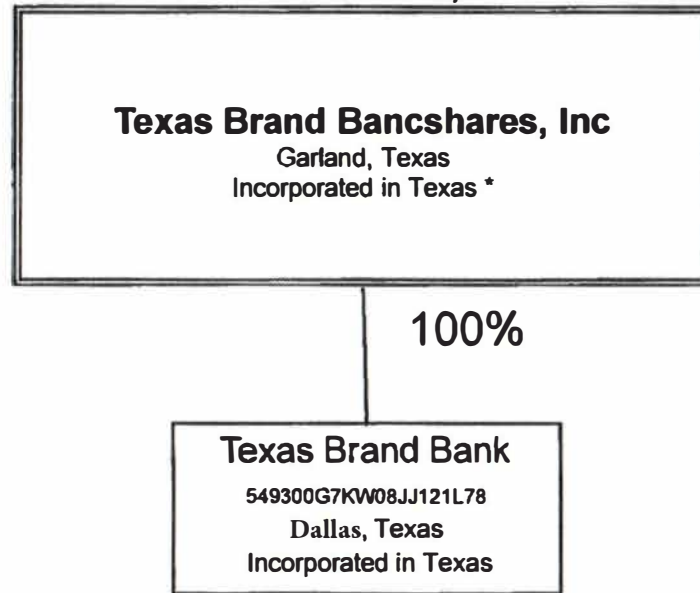 Texas Brand Bancshares, Inc
Garland, Texas
Incorporated in Texas *
100%
Texas Brand Bank
549300G7KW08JJ121L78
Dallas, Texas
Incorporated in Texas